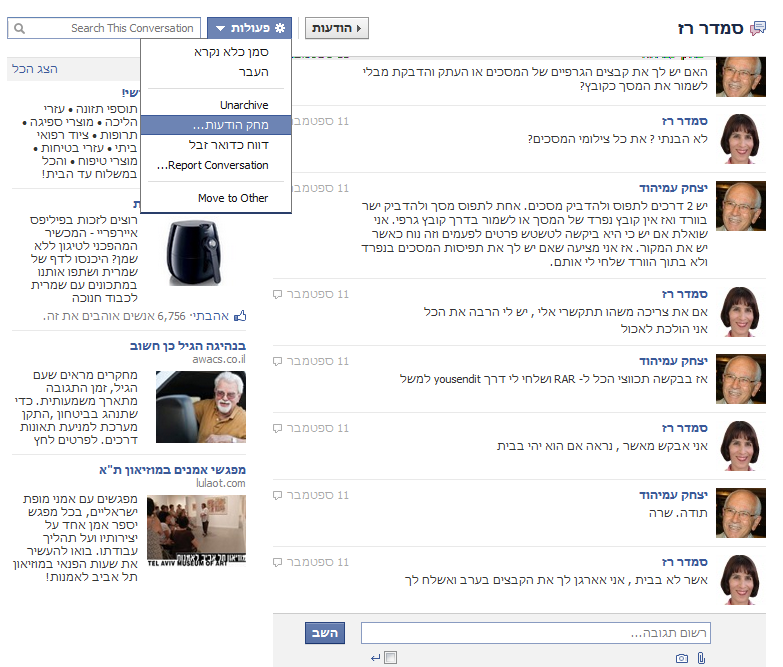 סמדר רז
הודעות
פעולות
Search This Conversation
סמן כלא נקרא
העבר
Unarchive
מחק הודעות...
דווח כדואר זבל
Report Conversation...
Move to Other
האם יש לך את קבצים הגרפיים של המסכים או העתק והדבקת מבלי
לשמור את המסך כקובץ?
סמדר רז
11 ספטמבר
לא הבנתי ? את כל צילומי המסכים?
יצחק עמיהוד
יש 2 דרכים לתפוס ולהדביק מסכים. אחת לתפוס מסך ולהדביק ישר
בוורד ואז אין קובץ נפרד של המסך או לשמור בדרך קובץ גרפי. אני
שואלת אם יש כי היא ביקשה לטשטש פרטים לפעמים וזה נוח כאשר
יש את המקור. אז אני מציעה שאם יש לך את תפיסות המסכים בנפרד
ולא בתוך הוורד שלחי לי אותם.
סמדר רז
11 ספטמבר
אם את צריכה משהו תתקשרי אלי , יש לי הרבה את הכל
אני הולכת לאכול
יצחק עמיהוד
11 ספטמבר
אז בבקשה תכווצי הכל ל- RAR ושלחי לי דרך yousendit למשל
סמדר רז
11 ספטמבר
אני אבקש מאשר , נראה אם הוא יהי בבית
יצחק עמיהוד
11 ספטמבר
תודה. שרה
סמדר רז
11 ספטמבר
אשר לא בבית , אני אארגן לך את הקבצים בערב ואשלח לך
רשום תגובה...
השב
הצג הכל
תוספי תזונה • עזרי
הליכה • מוצרי ספיגה •
תרופות • ציוד רפואי
ביתי • עזרי בטיחות •
מוצרי טיפוח • והכל
במשלוח עד הבית!
רוצים לזכות בפיליפס
איירפריי - המכשיר
המהפכני לטיגון ללא
שמן? היכנסו לדף של
שמרית ושתפו אותנו
במתכונים עם שמרית
לכבוד חנוכה
אהבתי· 6,756 אנשים אוהבים את זה.
בנהיגה הגיל כן חשוב
awacs.co.il
מחקרים מראים שעם
הגיל, זמן התגובה
מתארך משמעותית. כדי
שתנהג בביטחון ,התקן
מערכת למניעת תאונות
דרכים. לפרטים לחץ
מפגשי אמנים במוזיאון ת"א
lulaot.com
מפגשים עם אמני מופת
ישראליים, בכל מפגש
יספר אמן אחד על
יצירותיו ועל תהליך
עבודתו. בואו להעשיר
את שעות הפנאי במוזיאון
תל אביב לאמנות!
מוזיאון תל אביב לאמנות
TEL AVIV MUSEUM OF ART